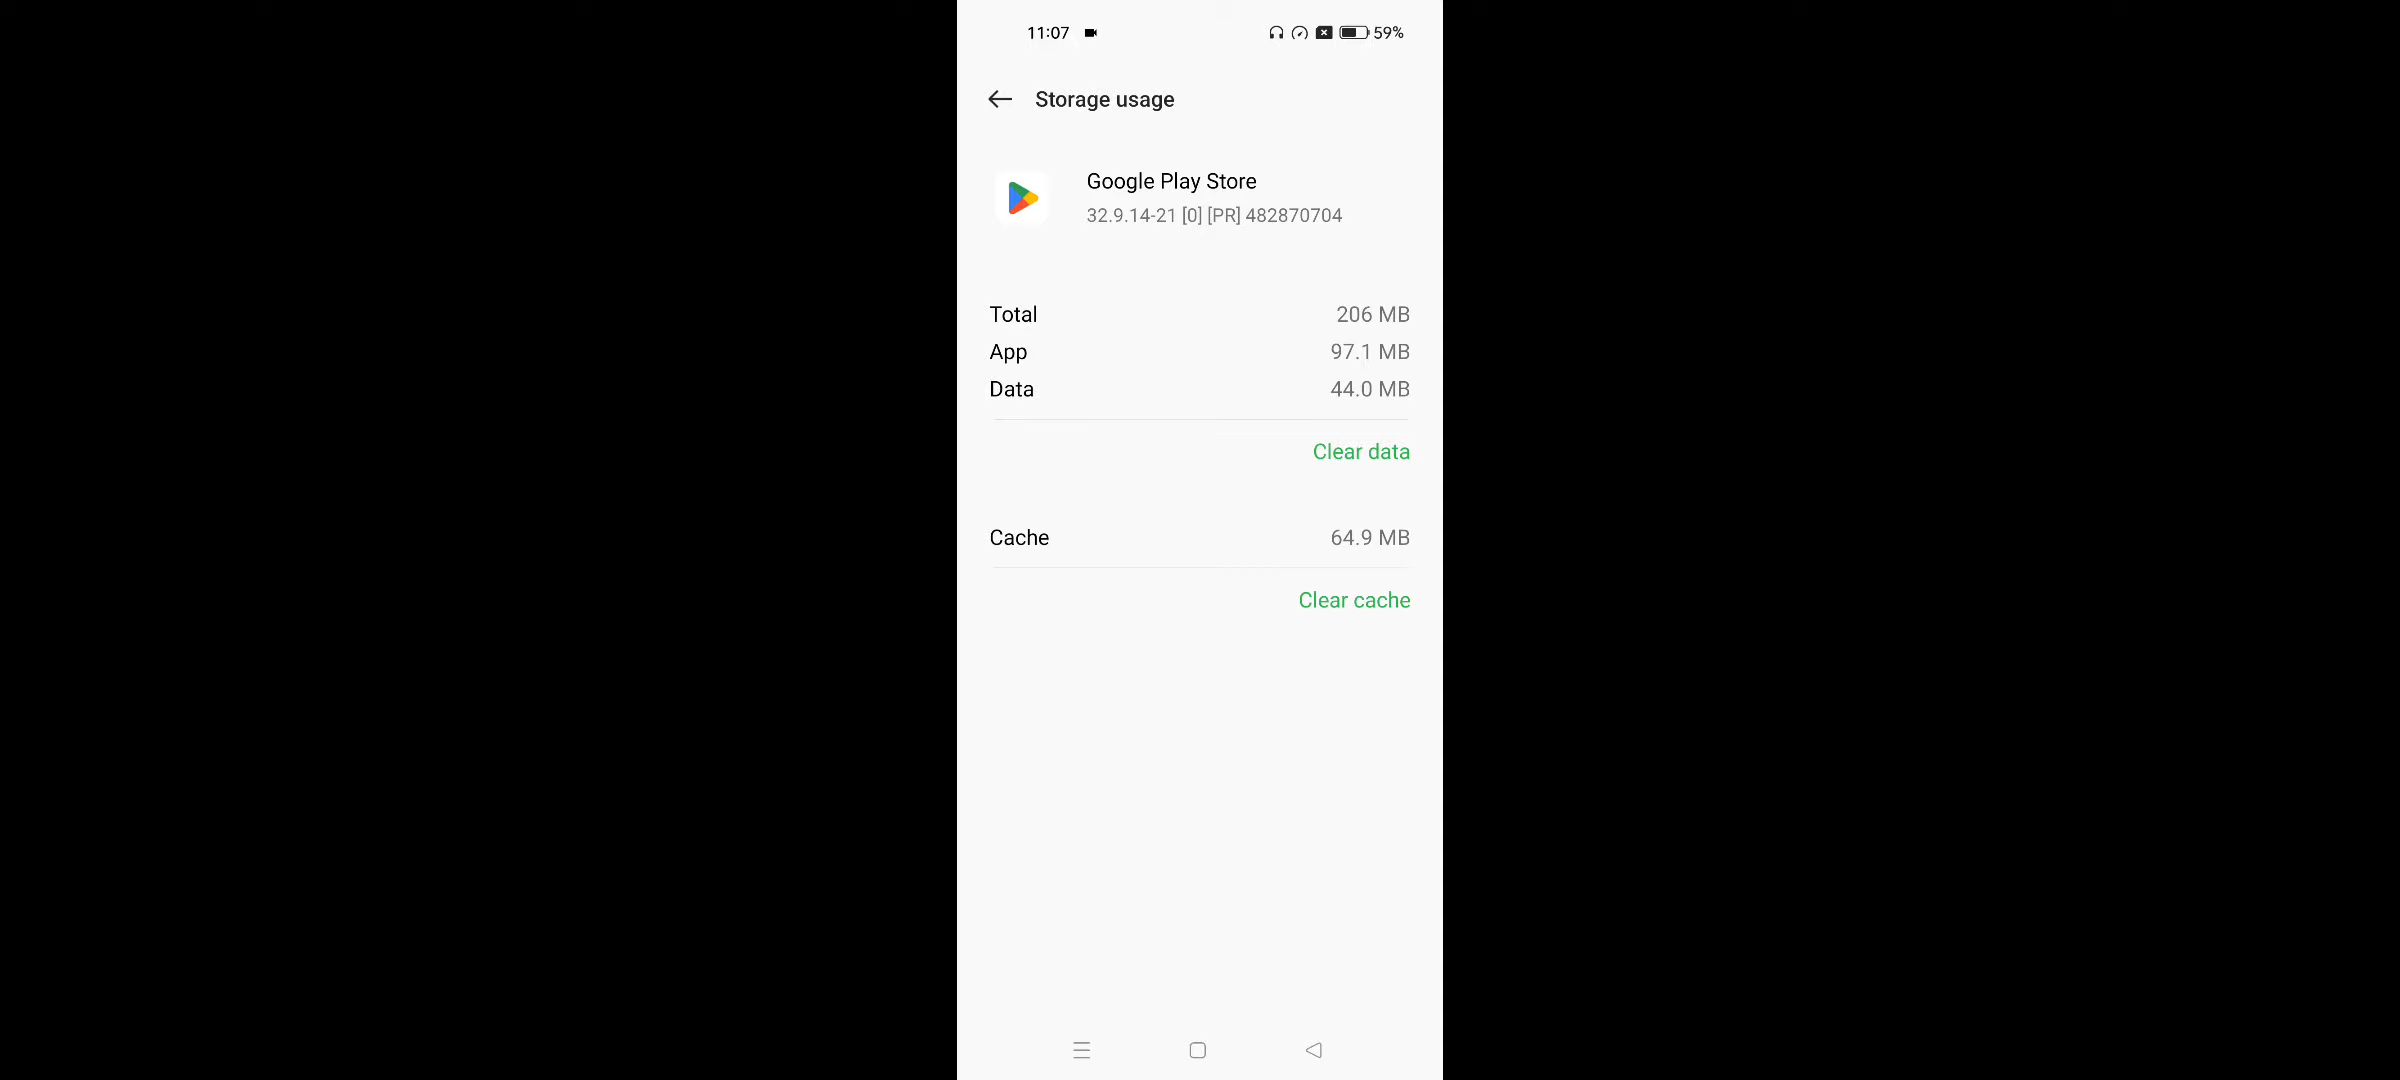 11:07 59%
Storage usage
Google Play Store
32.9.14-21 [0] [PR] 482870704
Total 206 MB
App 97.1 MB
Data 44.0 MB
Clear data
Cache 64.9 MB
Clear cache